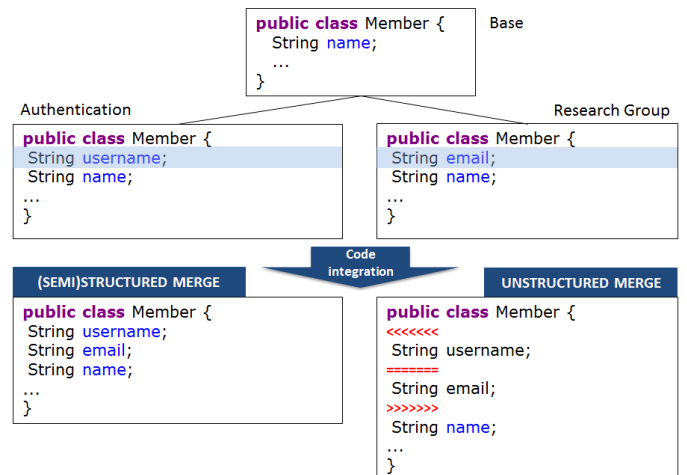 public class Member {
String name;
...
}
Base
Authentication
public class Member {
String username;
String name;
...
}
Research Group
public class Member {
String email;
String name;
...
}
Code
integration
(SEMI)STRUCTURED MERGE
public class Member {
String username;
String email;
String name;
...
}
UNSTRUCTURED MERGE
public class Member {
<<<<<<<
String username;
=======
String email;
>>>>>>>
String name;
...
}